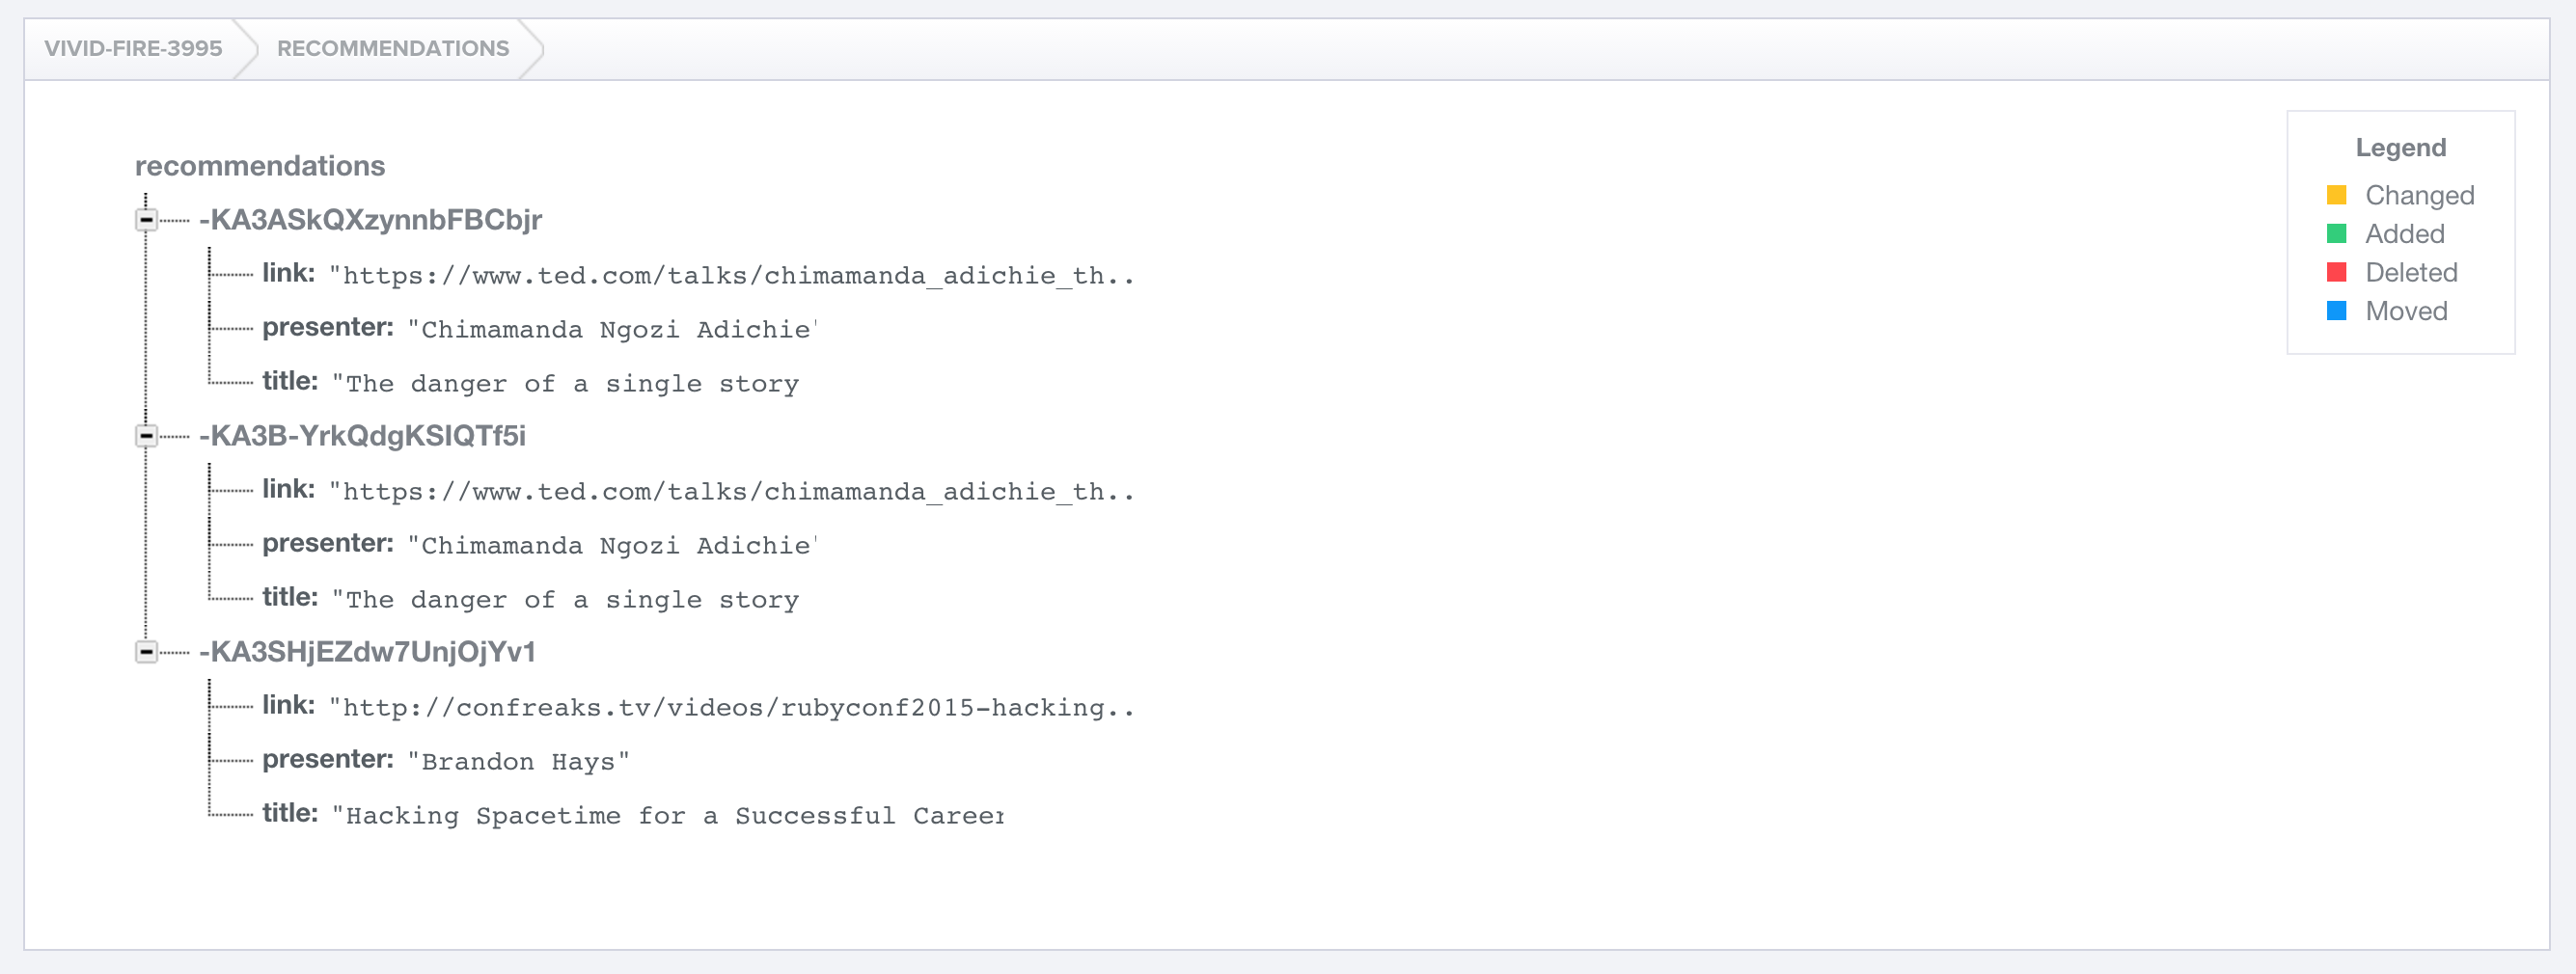 VIVID-FIRE-3995 RECOMMENDATIONS
recommendations
-KA3ASkQXzynnbFBCbjr
link: "https://www.ted.com/talks/chimamanda_adichie_th..
presenter: "Chimamanda Ngozi Adichie'
title: "The danger of a single story
-KA3B-YrkQdgKSIQTf5i
link: "https://www.ted.com/talks/chimamanda_adichie_th..
presenter: "Chimamanda Ngozi Adichie'
title: "The danger of a single story
-KA3SHjEZdw7UnjOjYv1
link: "http://confreaks.tv/videos/rubyconf2015-hacking..
presenter: "Brandon Hays"
title: "Hacking Spacetime for a Successful Career
Legend
Changed
Added
Deleted
Moved